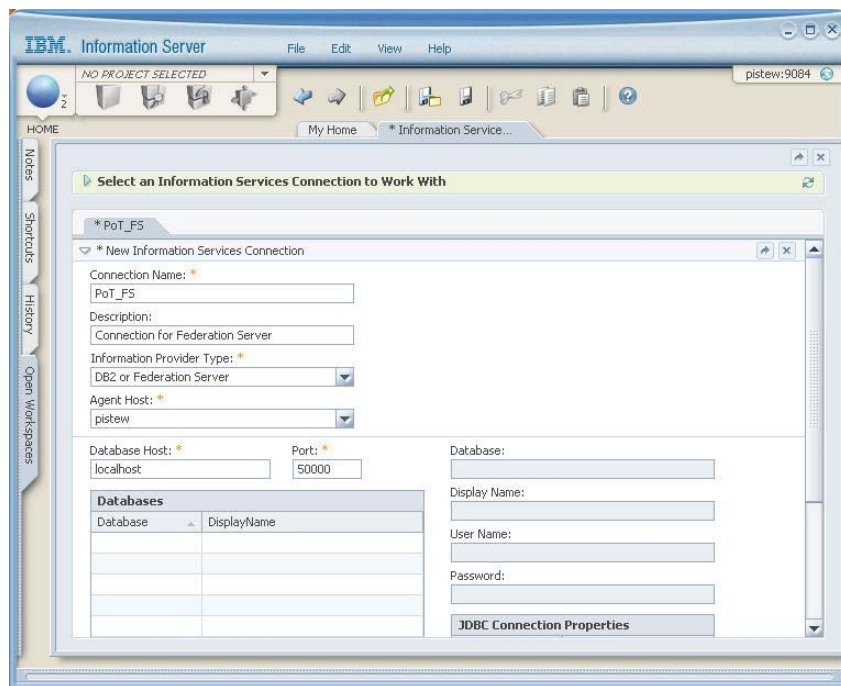 IBM. Information Server
File Edit View Help
NO PROJECT SELECTED
pistew:9084
2
HOME
My Home
* Information Service...
Notes
Shortcuts
History
Open Workspaces
Select an Information Services Connection to Work With
* PoT_FS
* New Information Services Connection
Connection Name: *
PoT_FS
Description:
Connection for Federation Server
Information Provider Type: *
DB2 or Federation Server
Agent Host: *
pistew
Database Host: *
localhost
Port: *
50000
Databases
Database DisplayName
Database:
Display Name:
User Name:
Password:
JDBC Connection Properties